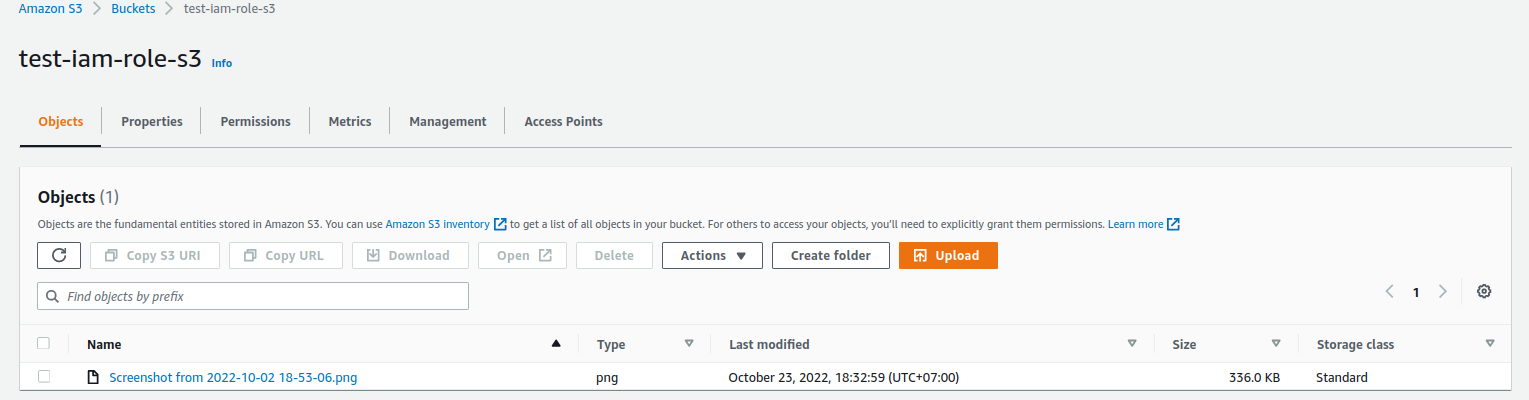 Amazon S3 > Buckets > test-iam-role-s3
test-iam-role-s3 Info
Objects Properties Permissions Metrics Management Access Points
Objects (1)
Objects are the fundamental entities stored in Amazon S3. You can use Amazon S3 inventory to get a list of all objects in your bucket. For others to access your objects, you'll need to explicitly grant them permissions. Learn more
Copy S3 URI Copy URL Download Open Delete Actions Create folder Upload
Find objects by prefix 1
Name Type Last modified Size Storage class
Screenshot from 2022-10-02 18-53-06.png png October 23, 2022, 18:32:59 (UTC+07:00) 336.0 KB Standard